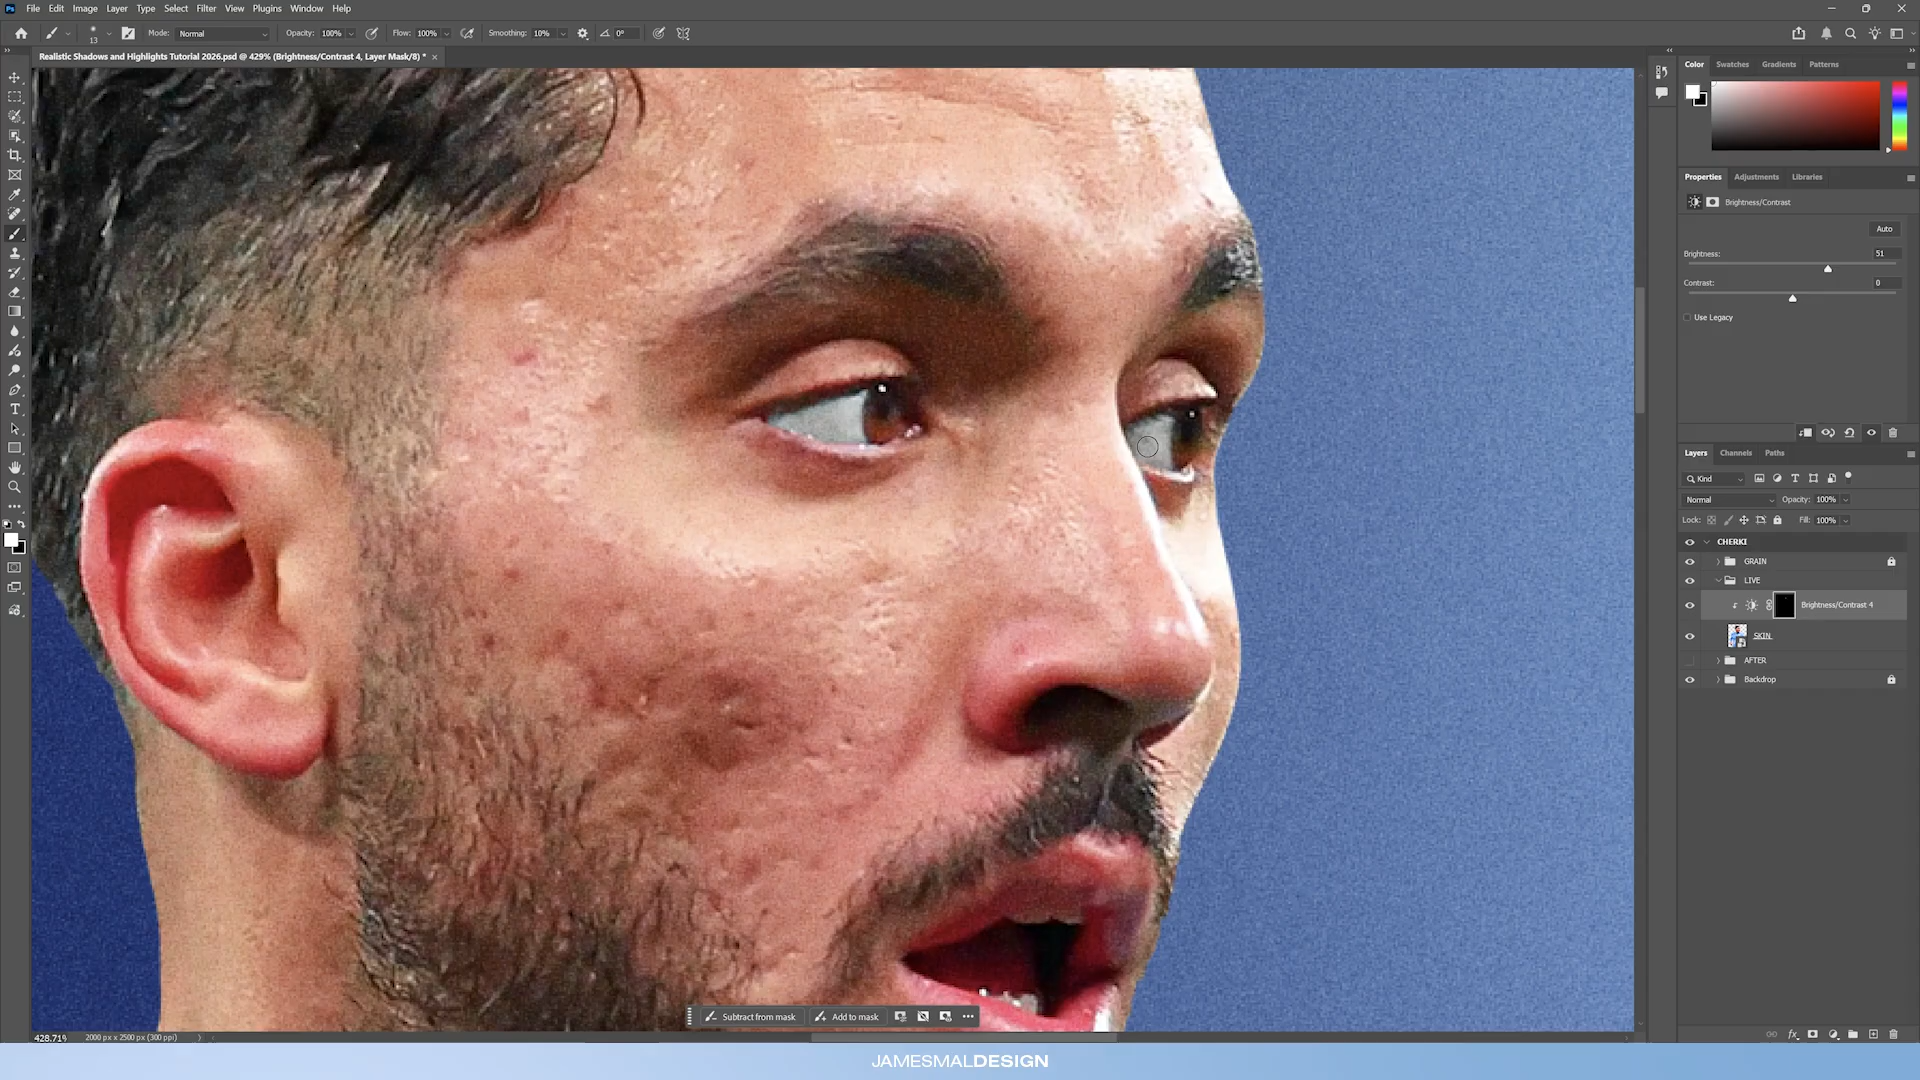 Ps File Edit Image Layer Type Select Filter View Plugins Window Help
13 Mode: Normal Opacity: 100% Flow: 100% Smoothing: 10% 0°
Realistic Shadows and Highlights Tutorial 2026.psd @ 429% (Brightness/Contrast 4, Layer Mask/8) *
Color Swatches Gradients Patterns
Properties Adjustments Libraries
Brightness/Contrast
Auto
Brightness: 51
Contrast: 0
Use Legacy
Layers Channels Paths
Kind
Normal Opacity: 100%
Lock: Fill: 100%
CHERKI
GRAIN
LIVE
Brightness/Contrast 4
SKIN
AFTER
Backdrop
Subtract from mask Add to mask
428.71% 2000 px x 2500 px (300 ppi)
JAMESMALDESIGN